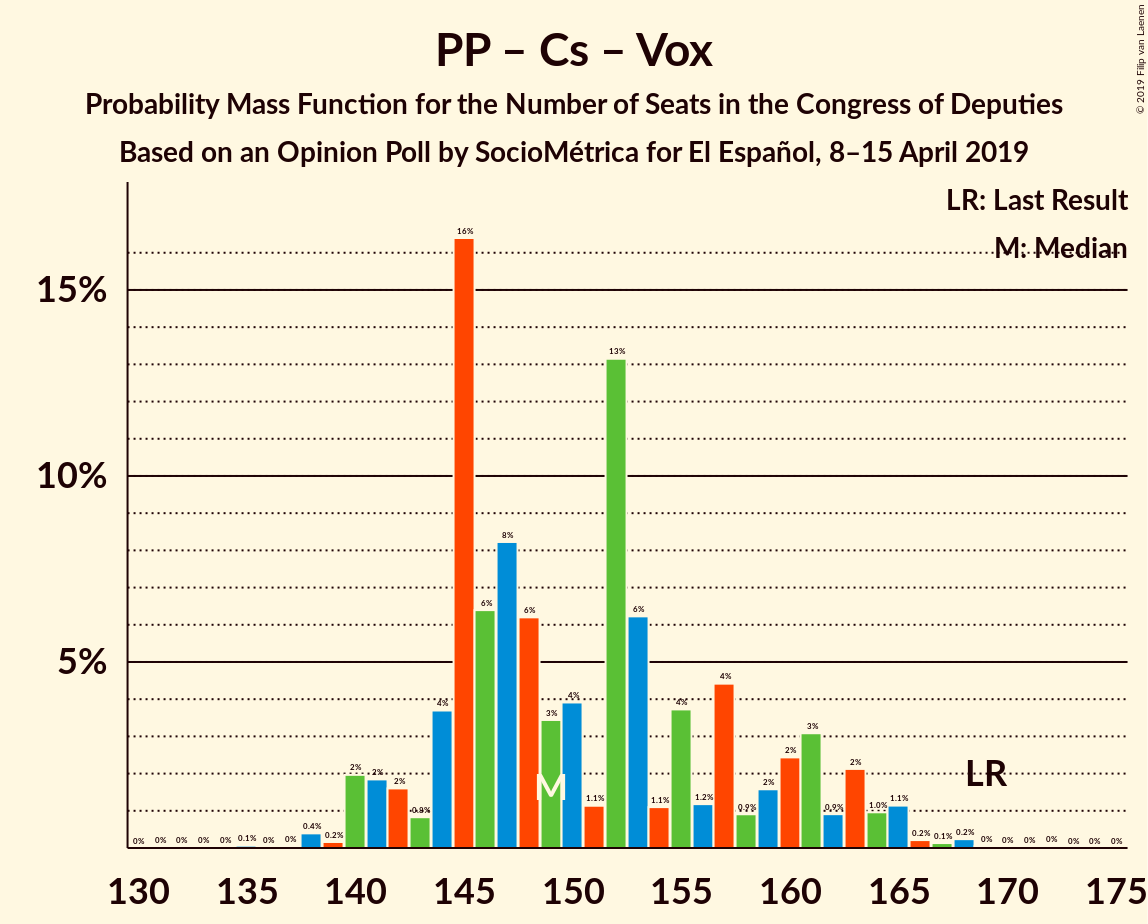 PP – Cs – Vox
Probability Mass Function for the Number of Seats in the Congress of Deputies
Based on an Opinion Poll by SocioMétrica for El Español, 8–15 April 2019
© 2019 Filip van Laenen
LR: Last Result
M: Median
15%
10%
5%
0% 0% 0% 0% 0% 0.1% 0% 0% 0.4% 0.2% 2% 2% 2% 0.8% 4% 16% 6% 8% 6% 3% 4% 1.1% 13% 6% 1.1% 4% 1.2% 4% 0.9% 2% 2% 3% 0.9% 2% 1.0% 1.1% 0.2% 0.1% 0.2% 0% 0% 0% 0% 0% 0% 0%
M
LR
130 135 140 145 150 155 160 165 170 175